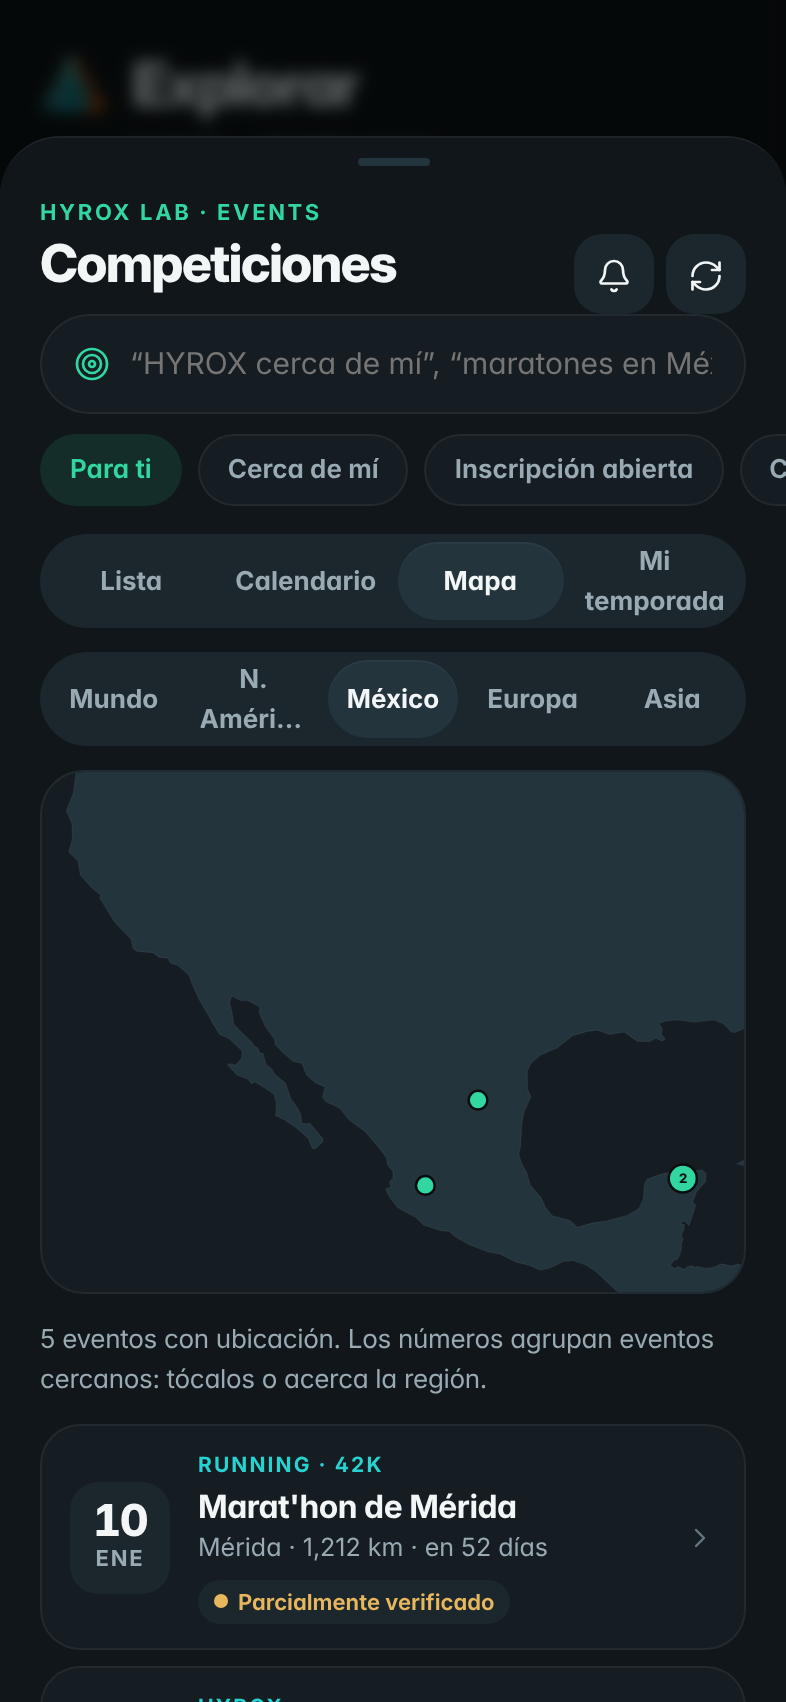 Explorar
HYROX LAB · EVENTS
Competiciones
“HYROX cerca de mí”, “maratones en Mé
Para ti
Cerca de mí
Inscripción abierta
C
Lista
Calendario
Mapa
Mi
temporada
Mundo
N.
Améri...
México
Europa
Asia
2
5 eventos con ubicación. Los números agrupan eventos
cercanos: tócalos o acerca la región.
RUNNING · 42K
10
ENE
Marat'hon de Mérida
Mérida · 1,212 km · en 52 días
Parcialmente verificado
HYROX